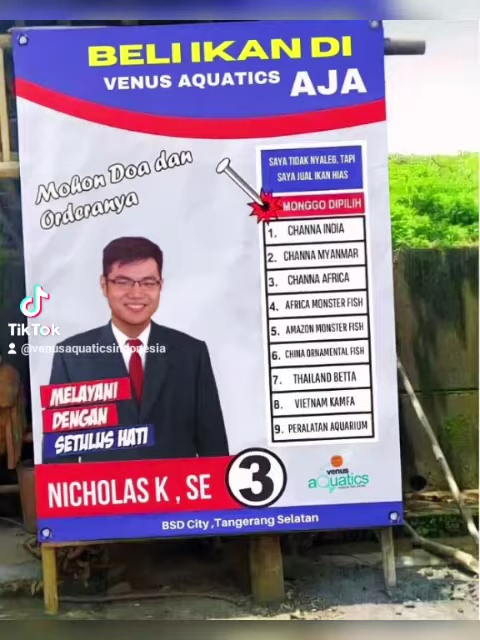 BELI IKAN DI
VENUS AQUATICS AJA
Mohon Doa dan
Orderanya
SAYA TIDAK NYALEG, TAPI
SAYA JUAL IKAN HIAS
MONGGO DIPILIH
1. CHANNA INDIA
2. CHANNA MYANMAR
3. CHANNA AFRICA
4. AFRICA MONSTER FISH
5. AMAZON MONSTER FISH
6. CHINA ORNAMENTAL FISH
7. THAILAND BETTA
8. VIETNAM KAMFA
9. PERALATAN AQUARIUM
TikTok
@venusaquaticsindonesia
MELAYANI
DENGAN
SETULUS HATI
NICHOLAS K , SE
3
venus
aquatics
BSD City ,Tangerang Selatan